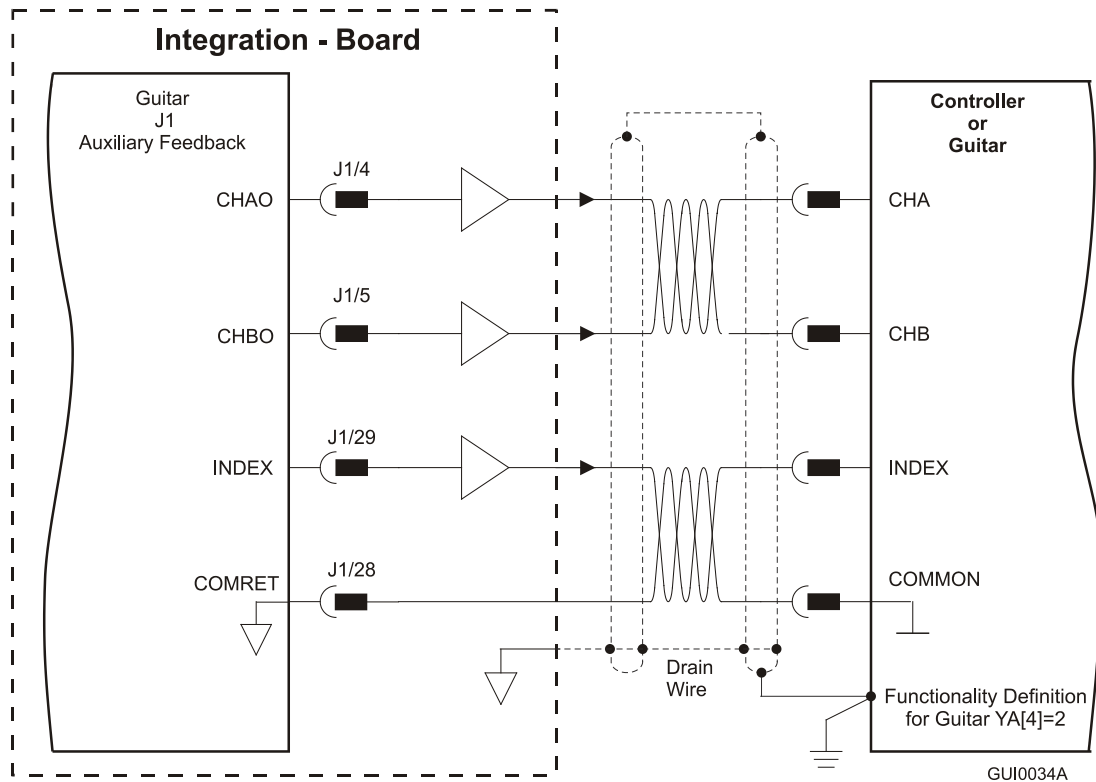 Integration - Board
Guitar
J1
Auxiliary Feedback
Controller
or
Guitar
J1/4
CHAO
CHA
J1/5
CHBO
CHB
J1/29
INDEX
INDEX
J1/28
COMRET
COMMON
Drain
Wire
Functionality Definition
for Guitar YA[4]=2
GUI0034A